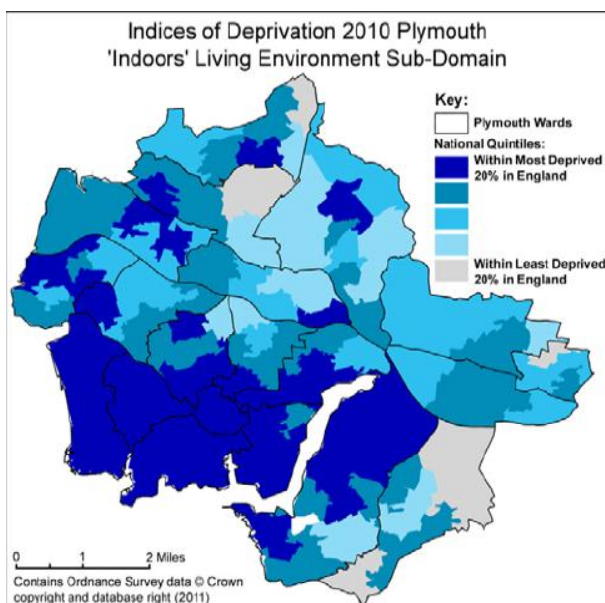 Indices of Deprivation 2010 Plymouth
'Indoors' Living Environment Sub-Domain
Key:
Plymouth Wards
National Quintiles:
Within Most Deprived
20% in England
Within Least Deprived
20% in England
0 1 2 Miles
Contains Ordnance Survey data © Crown
copyright and database right (2011)